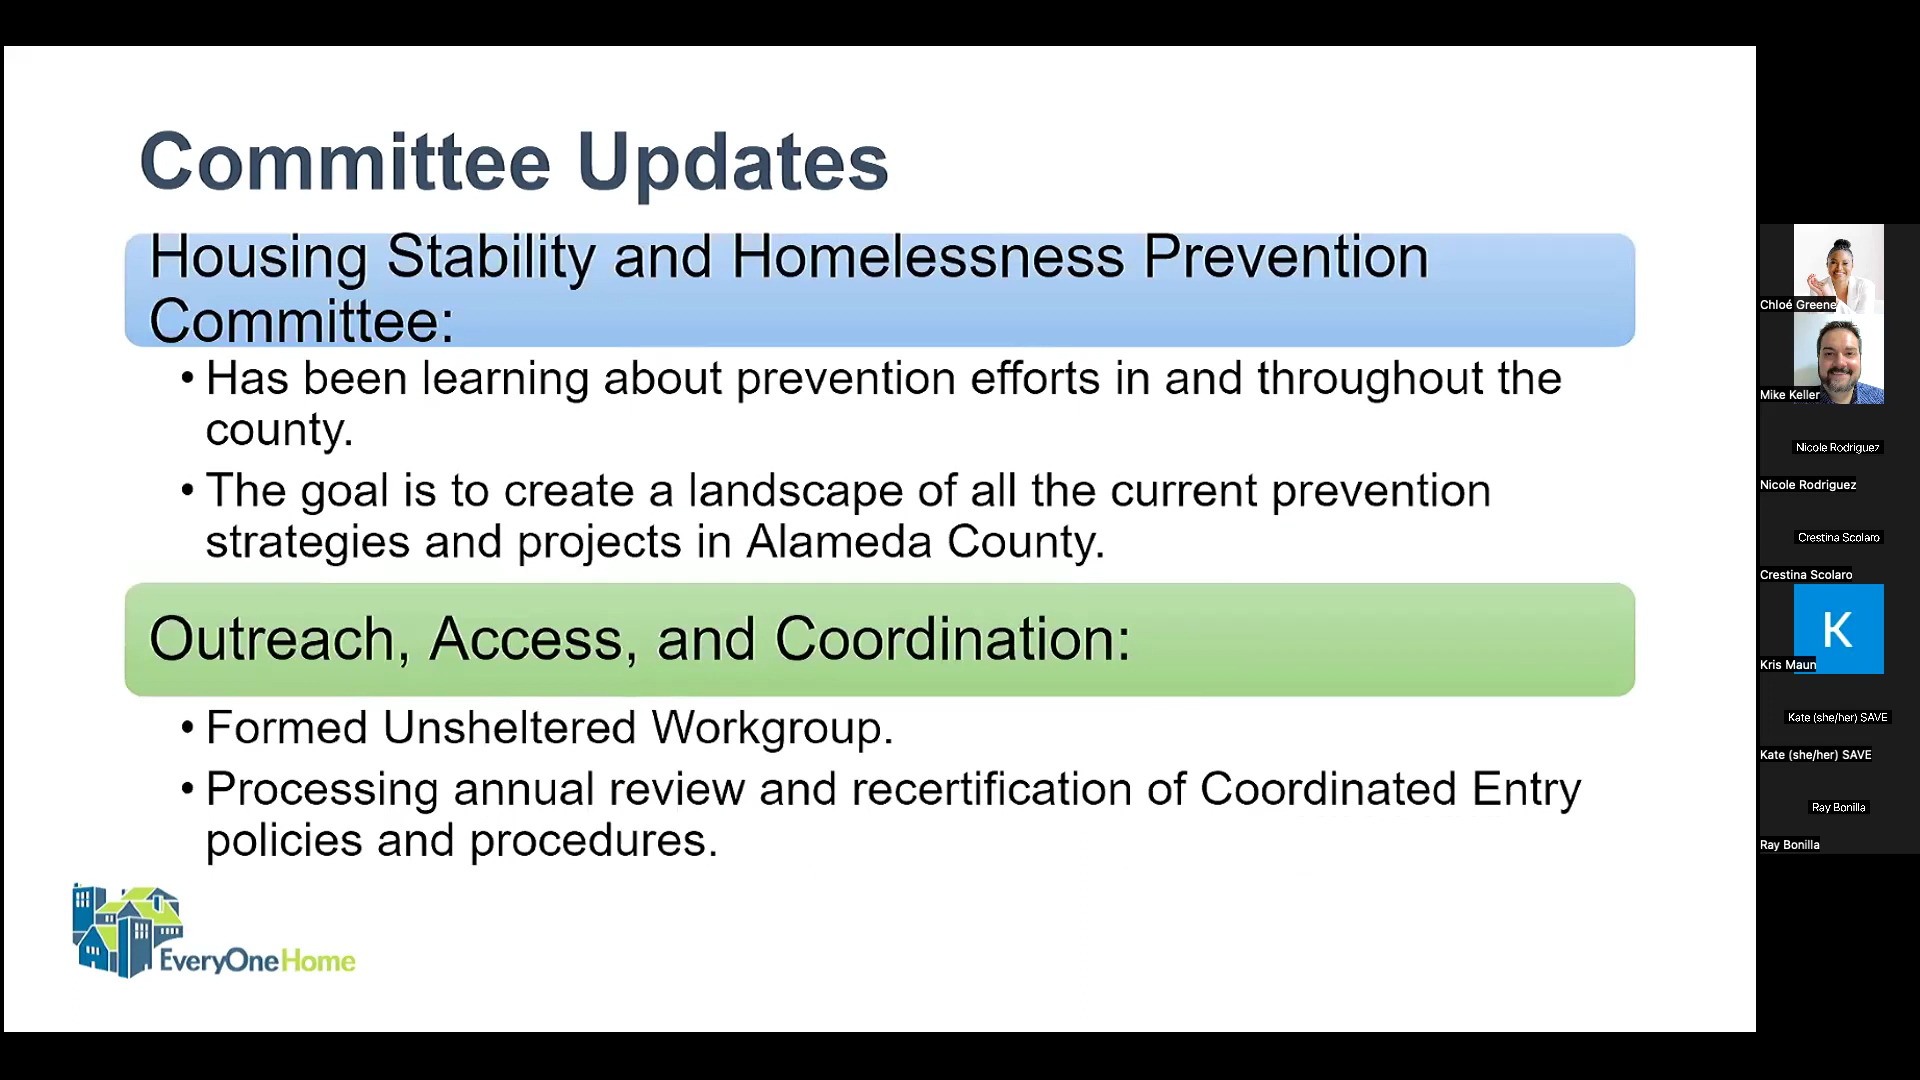 Committee Updates
Housing Stability and Homelessness Prevention
Committee:
• Has been learning about prevention efforts in and throughout the
county.
• The goal is to create a landscape of all the current prevention
strategies and projects in Alameda County.
Outreach, Access, and Coordination:
• Formed Unsheltered Workgroup.
• Processing annual review and recertification of Coordinated Entry
policies and procedures.
EveryOneHome
Chloé Greene
Mike Keller
Nicole Rodriguez
Nicole Rodriguez
Crestina Scolaro
Crestina Scolaro
K
Kris Maun
Kate (she/her) SAVE
Kate (she/her) SAVE
Ray Bonilla
Ray Bonilla